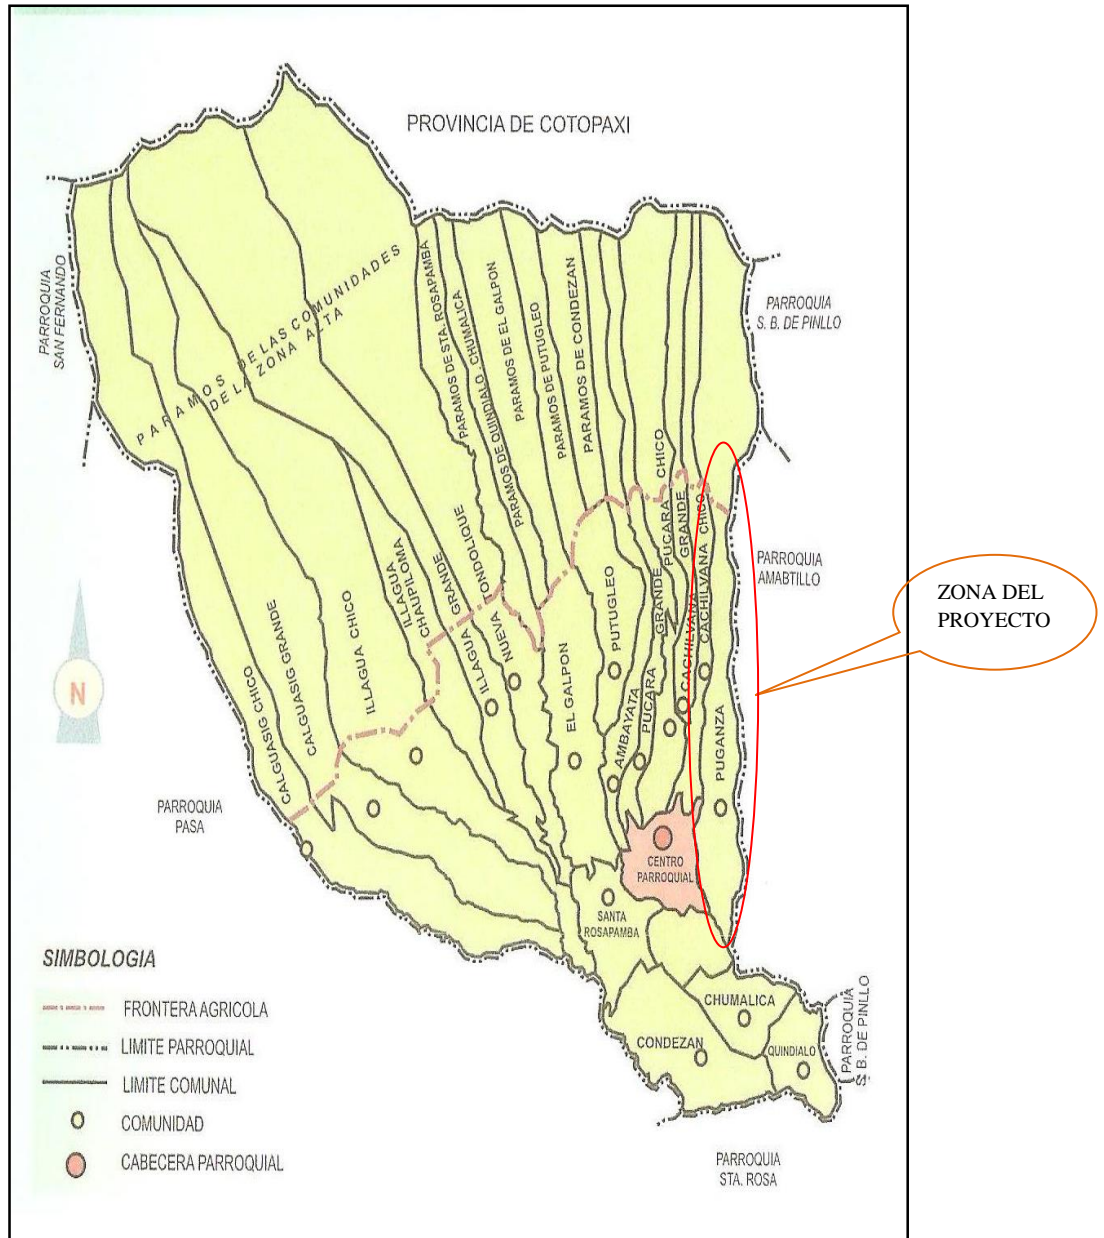 PROVINCIA DE COTOPAXI
PARROQUIA
SAN FERNANDO
PARROQUIA
S. B. DE PINLLO
PARAMOS DE LAS COMUNIDADES
DE LA ZONA ALTA
PARAMOS DE STA. ROSAPAMBA
PARAMOS DE QUINDIALO - CHUMALICA
PARAMOS DE EL GALPON
PARAMOS DE PUTUGLEO
PARAMOS DE CONDEZAN
PUCARA CHICO
PARROQUIA
AMABTILLO
ZONA DEL
PROYECTO
CALGUASIG CHICO
CALGUASIG GRANDE
ILLAGUA CHICO
ILLAGUA
CHAUPILOMA
ILLAGUA GRANDE
NUEVA TONDOLIQUE
EL GALPON
PUTUGLEO
AMBAYATA
PUCARA GRANDE
CACHILVANA GRANDE
CACHILVANA CHICO
PUGANZA
N
PARROQUIA
PASA
CENTRO
PARROQUIAL
SANTA
ROSAPAMBA
CHUMALICA
CONDEZAN
QUINDIALO
PARROQUIA
S. B. DE PINLLO
PARROQUIA
STA. ROSA
SIMBOLOGIA
FRONTERA AGRICOLA
LIMITE PARROQUIAL
LIMITE COMUNAL
COMUNIDAD
CABECERA PARROQUIAL